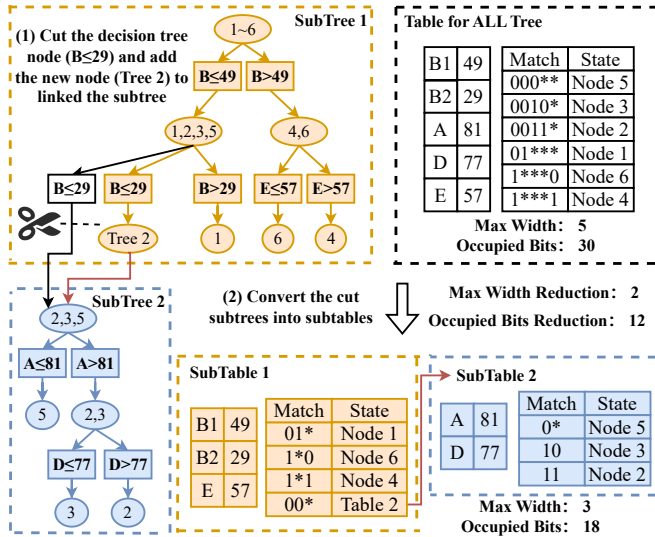 SubTree 1
(1) Cut the decision tree
node (B≤29) and add
the new node (Tree 2) to
linked the subtree
1~6
B≤49 B>49
1,2,3,5 4,6
B≤29 B≤29 B>29 E≤57 E>57
Tree 2 1 6 4
Table for ALL Tree
B1 49
B2 29
A 81
D 77
E 57
Match State
000** Node 5
0010* Node 3
0011* Node 2
01*** Node 1
1***0 Node 6
1***1 Node 4
Max Width: 5
Occupied Bits: 30
SubTree 2
2,3,5
A≤81 A>81
5 2,3
D≤77 D>77
3 2
(2) Convert the cut
subtrees into subtables
Max Width Reduction: 2
Occupied Bits Reduction: 12
SubTable 1
B1 49
B2 29
E 57
Match State
01* Node 1
1*0 Node 6
1*1 Node 4
00* Table 2
SubTable 2
A 81
D 77
Match State
0* Node 5
10 Node 3
11 Node 2
Max Width: 3
Occupied Bits: 18